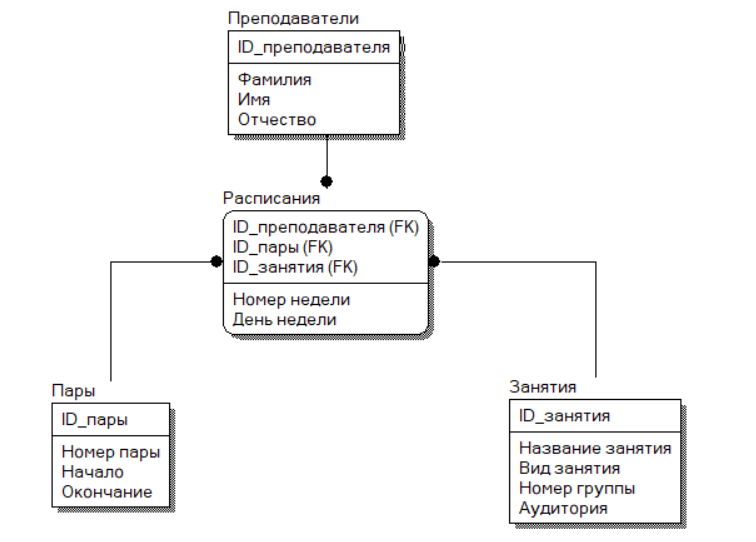 Преподаватели
ID_преподавателя
Фамилия
Имя
Отчество
Расписания
ID_преподавателя (FK)
ID_пары (FK)
ID_занятия (FK)
Номер недели
День недели
Пары
ID_пары
Номер пары
Начало
Окончание
Занятия
ID_занятия
Название занятия
Вид занятия
Номер группы
Аудитория